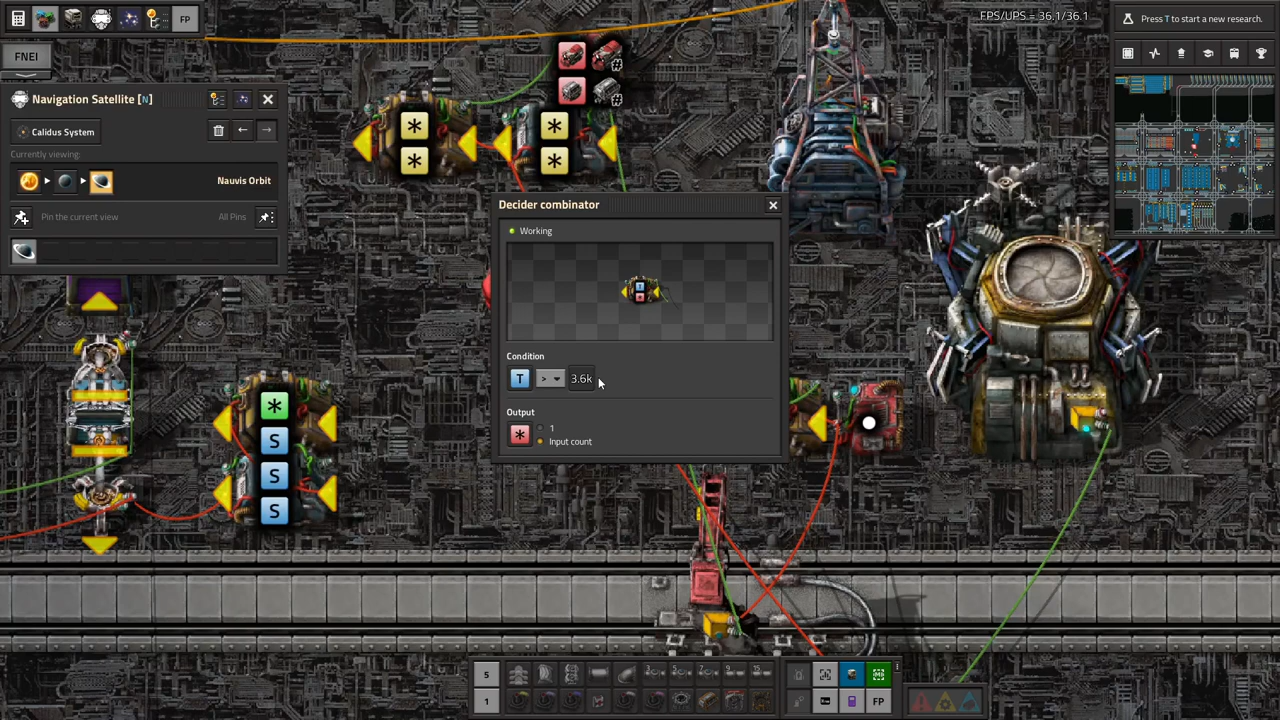 FP
FPS/UPS = 36.1/36.1
Press T to start a new research.
FNEI
Navigation Satellite [N]
Calidus System
Currently viewing:
Nauvis Orbit
Pin the current view
All Pins
Decider combinator
Working
Condition
T > 3.6k
Output
* 1
Input count
* *
* *
*
S
S
S
5
1
FP